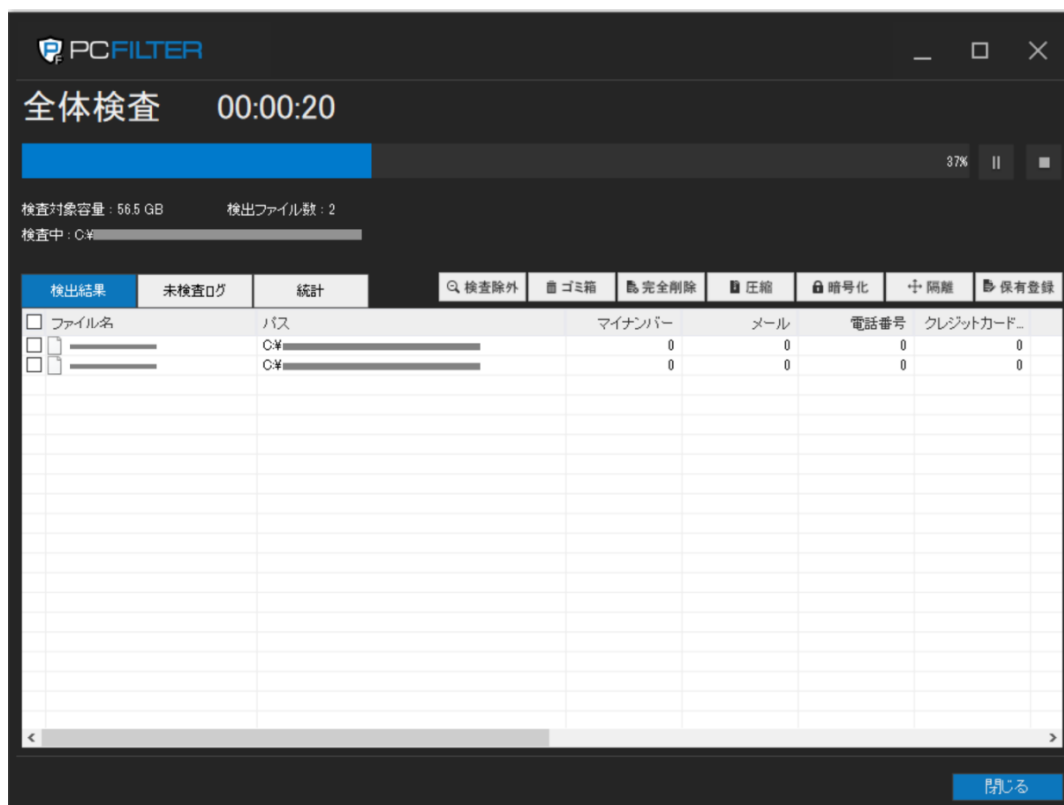 PCFILTER
全体検査 00:00:20
37%
検査対象容量 : 56.5 GB 検出ファイル数 : 2
検査中 : C:¥
検出結果 未検査ログ 統計 検査除外 ゴミ箱 完全削除 圧縮 暗号化 隔離 保有登録
ファイル名 パス マイナンバー メール 電話番号 クレジットカード...
C:¥ 0 0 0 0
C:¥ 0 0 0 0
閉じる